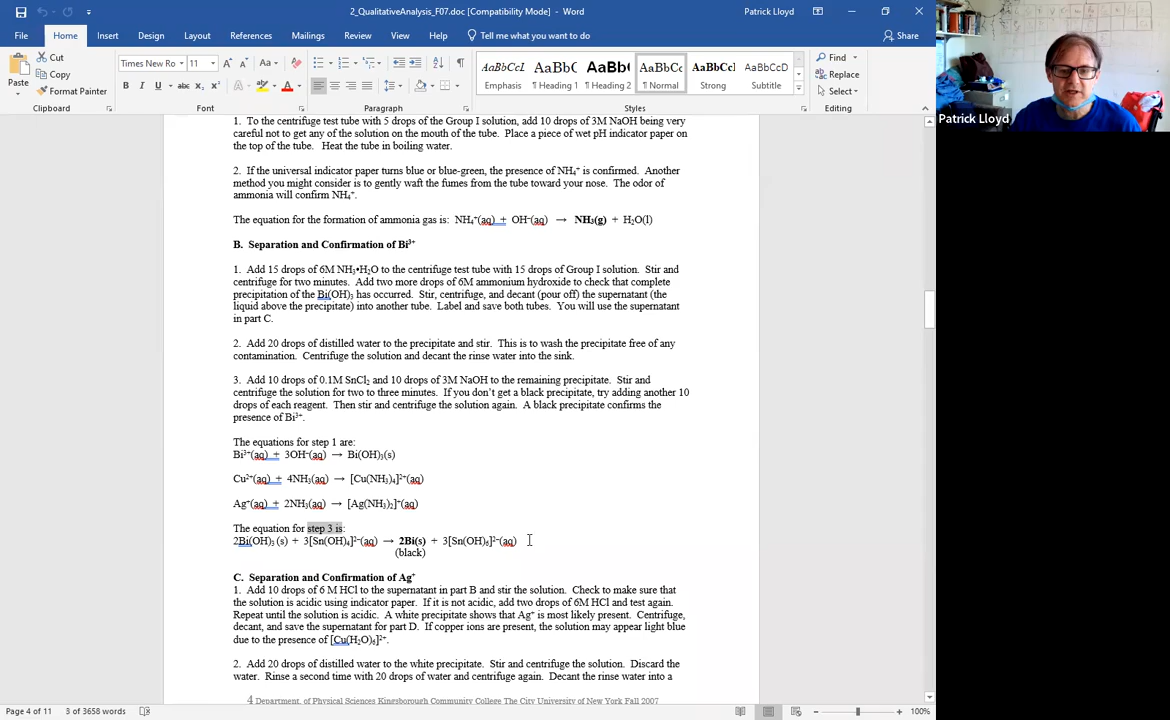 2_QualitativeAnalysis_F07.doc [Compatibility Mode] - Word
Patrick Lloyd
File Home Insert Design Layout References Mailings Review View Help Tell me what you want to do Share
Paste
Cut
Copy
Format Painter
Clipboard
Times New Ro 11
Font
Paragraph
AaBbCcI AaBbC AaBbC AaBbCc AaBbCcl AaBbCcD
Emphasis ¶ Heading 1 ¶ Heading 2 ¶ Normal Strong Subtitle
Styles
Find
Replace
Select
Editing
Patrick Lloyd
1. To the centrifuge test tube with 5 drops of the Group I solution, add 10 drops of 3M NaOH being very
careful not to get any of the solution on the mouth of the tube. Place a piece of wet pH indicator paper on
the top of the tube. Heat the tube in boiling water.
2. If the universal indicator paper turns blue or blue-green, the presence of NH₄⁺ is confirmed. Another
method you might consider is to gently waft the fumes from the tube toward your nose. The odor of
ammonia will confirm NH₄⁺.
The equation for the formation of ammonia gas is: NH₄⁺(aq) + OH⁻(aq) → NH₃(g) + H₂O(l)
B. Separation and Confirmation of Bi³⁺
1. Add 15 drops of 6M NH₃•H₂O to the centrifuge test tube with 15 drops of Group I solution. Stir and
centrifuge for two minutes. Add two more drops of 6M ammonium hydroxide to check that complete
precipitation of the Bi(OH)₃ has occurred. Stir, centrifuge, and decant (pour off) the supernatant (the
liquid above the precipitate) into another tube. Label and save both tubes. You will use the supernatant
in part C.
2. Add 20 drops of distilled water to the precipitate and stir. This is to wash the precipitate free of any
contamination. Centrifuge the solution and decant the rinse water into the sink.
3. Add 10 drops of 0.1M SnCl₂ and 10 drops of 3M NaOH to the remaining precipitate. Stir and
centrifuge the solution for two to three minutes. If you don't get a black precipitate, try adding another 10
drops of each reagent. Then stir and centrifuge the solution again. A black precipitate confirms the
presence of Bi³⁺.
The equations for step 1 are:
Bi³⁺(aq) + 3OH⁻(aq) → Bi(OH)₃(s)
Cu²⁺(aq) + 4NH₃(aq) → [Cu(NH₃)₄]²⁺(aq)
Ag⁺(aq) + 2NH₃(aq) → [Ag(NH₃)₂]⁺(aq)
The equation for step 3 is:
2Bi(OH)₃ (s) + 3[Sn(OH)₄]²⁻(aq) → 2Bi(s) + 3[Sn(OH)₆]²⁻(aq)
(black)
C. Separation and Confirmation of Ag⁺
1. Add 10 drops of 6 M HCl to the supernatant in part B and stir the solution. Check to make sure that
the solution is acidic using indicator paper. If it is not acidic, add two drops of 6M HCl and test again.
Repeat until the solution is acidic. A white precipitate shows that Ag⁺ is most likely present. Centrifuge,
decant, and save the supernatant for part D. If copper ions are present, the solution may appear light blue
due to the presence of [Cu(H₂O)₆]²⁺.
2. Add 20 drops of distilled water to the white precipitate. Stir and centrifuge the solution. Discard the
water. Rinse a second time with 20 drops of water and centrifuge again. Decant the rinse water into a
4 Department, of Physical Sciences Kingsborough Community College The City University of New York Fall 2007
Page 4 of 11 3 of 3658 words 100%